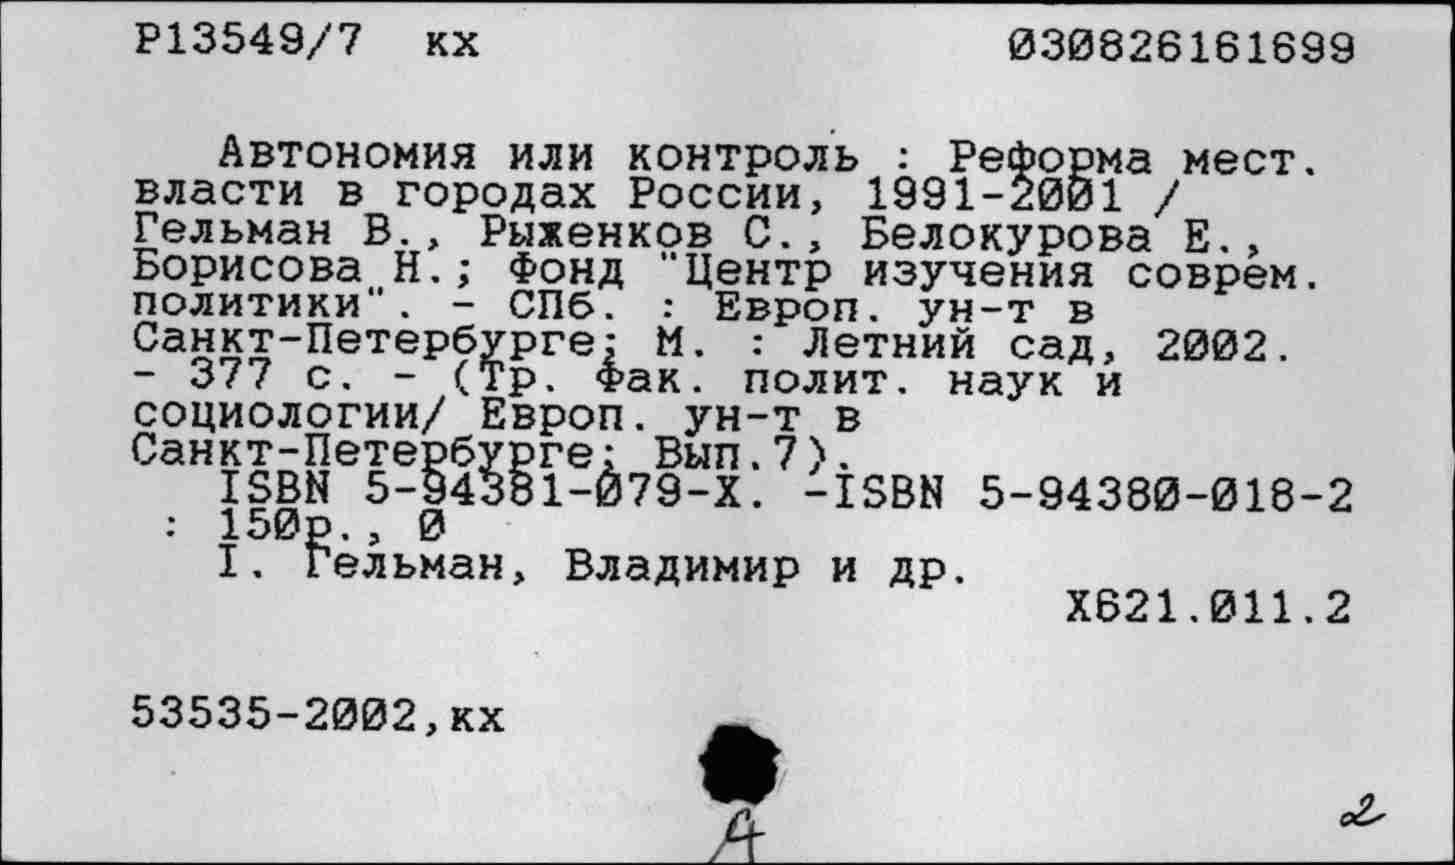 Р13549/7 кх 030826161699
Автономия или контроль : Реформа мест.
власти в городах России, 1991-2001 /
Гельман В., Рыженков С., Белокурова Е.,
Борисова Н.; Фонд "Центр изучения соврем.
политики". - СПб. : Европ. ун-т в
Санкт-Петербурге; М. : Летний сад, 2002.
- 377 с. - (Тр. Фак. полит. наук и
социологии/ Европ. ун-т в
Санкт-Петербурге; Вып.7).
ISBN 5-94381-079-X. -ISBN 5-94380-018-2
: 150р., 0
I. Гельман, Владимир и др.
Х621.011.2
53535-2002,кх
2
А